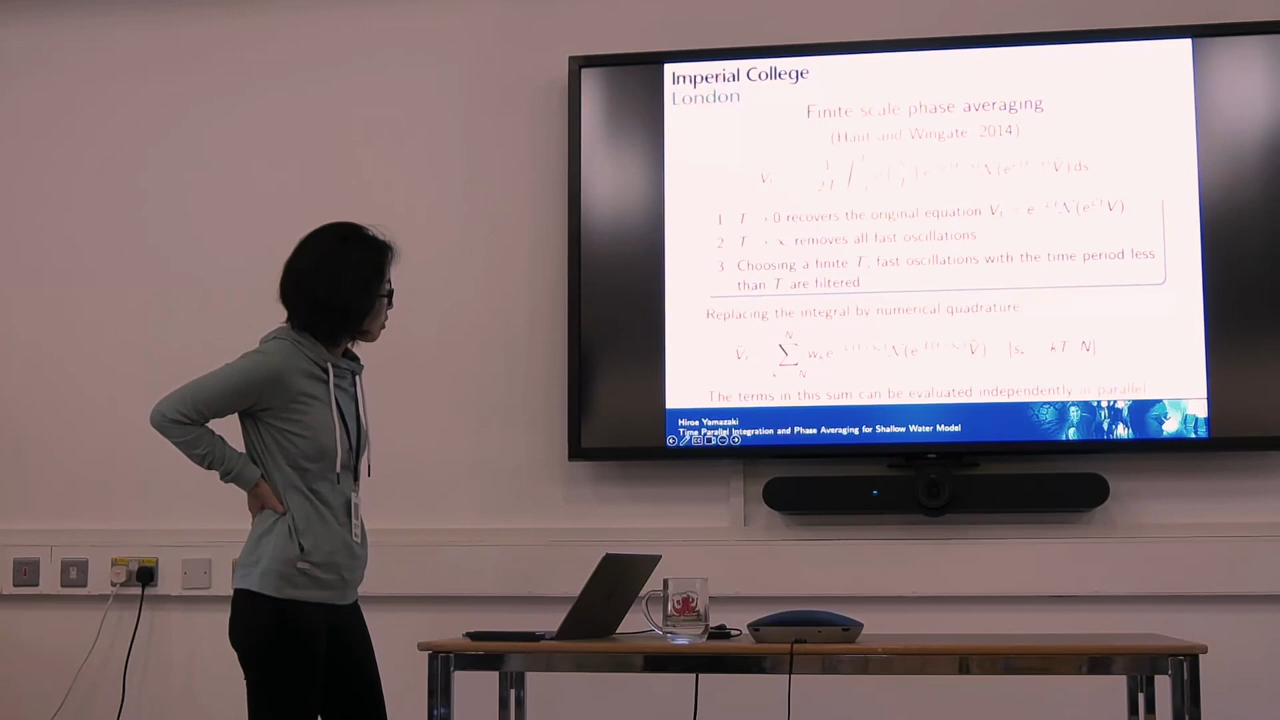 Imperial College
London
Finite scale phase averaging
(Haut and Wingate 2014)
1 T → 0 recovers the original equation
2 T → ∞ removes all fast oscillations
3 Choosing a finite T, fast oscillations with the time period less
than T are filtered
Replacing the integral by numerical quadrature
The terms in this sum can be evaluated independently in parallel
Hiroe Yamazaki
Time Parallel Integration and Phase Averaging for Shallow Water Model